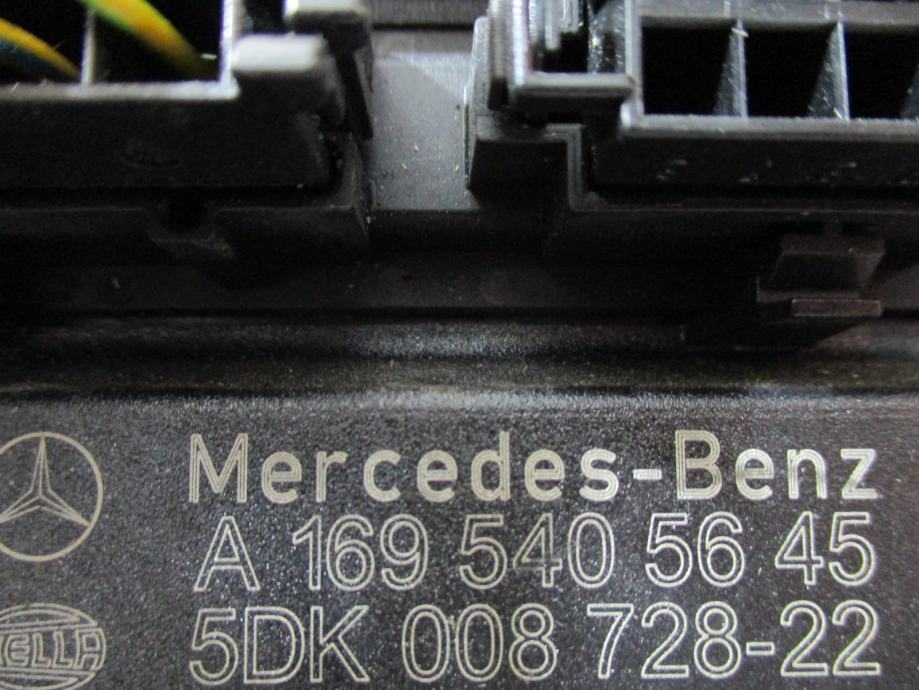 Mercedes-Benz
A 169 540 56 45
HELLA
5DK 008 728-22